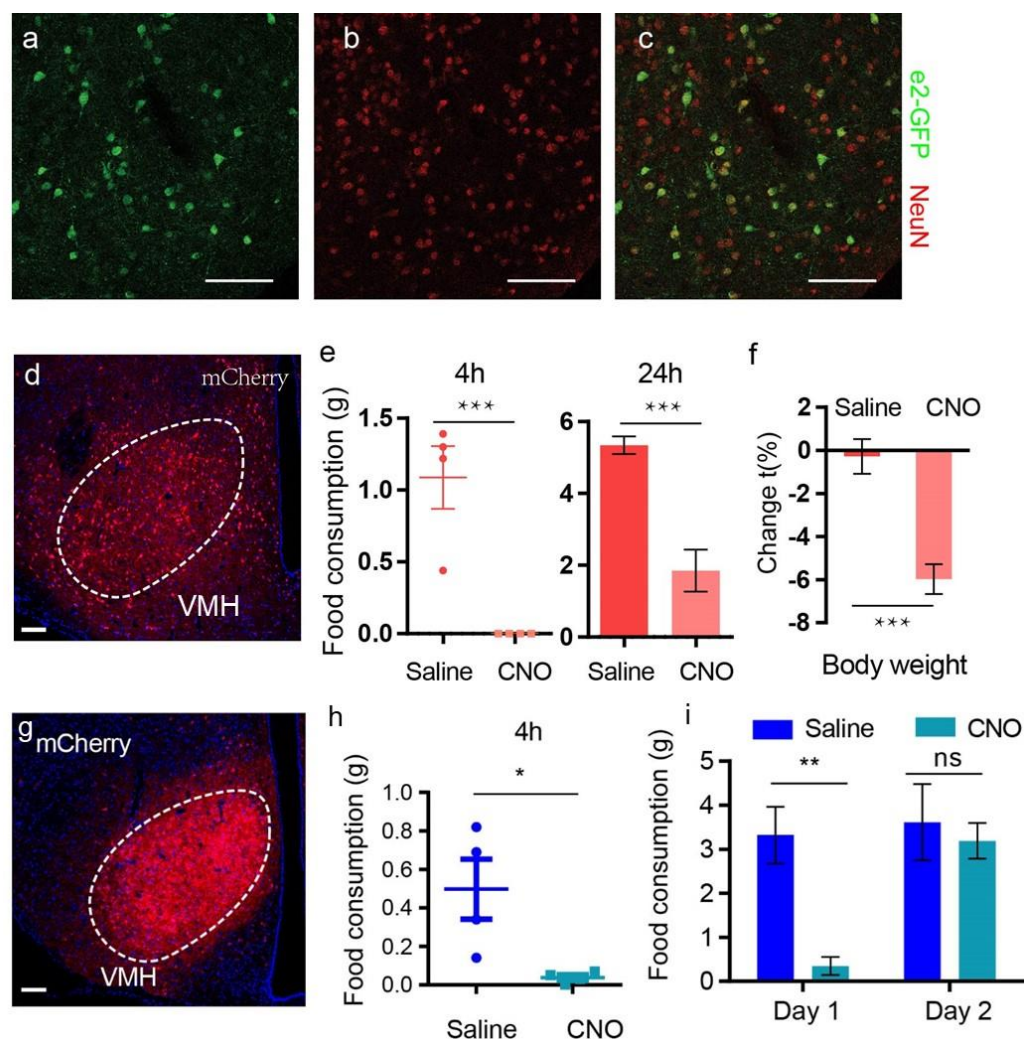 a
b
c
e2-GFP
NeuN
d
mCherry
VMH
e
4h
***
Food consumption (g)
1.5
1.0
0.5
0.0
Saline
CNO
24h
***
6
4
2
0
Saline
CNO
f
2
0
-2
-4
-6
-8
Change t(%)
Saline
CNO
***
Body weight
g
mCherry
VMH
h
4h
*
Food consumption (g)
1.0
0.8
0.6
0.4
0.2
0.0
Saline
CNO
i
Saline
CNO
Food consumption (g)
5
4
3
2
1
0
**
ns
Day 1
Day 2